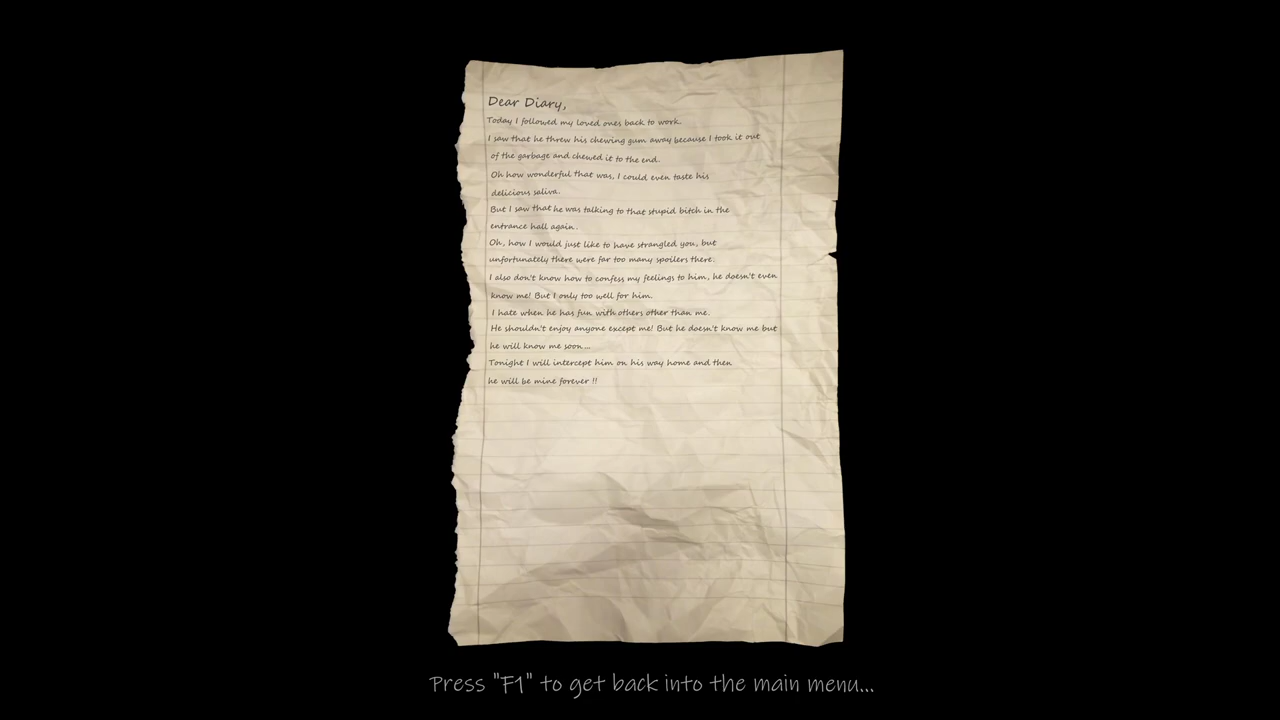 Dear Diary,
Today I followed my loved ones back to work.
I saw that he threw his chewing gum away because I took it out
of the garbage and chewed it to the end.
Oh how wonderful that was, I could even taste his
delicious saliva.
But I saw that he was talking to that stupid bitch in the
entrance hall again.
Oh, how I would just like to have strangled you, but
unfortunately there were far too many spoilers there.
I also don't know how to confess my feelings to him, he doesn't even
know me! But I only too well for him.
I hate when he has fun with others other than me.
He shouldn't enjoy anyone except me! But he doesn't know me but
he will know me soon...
Tonight I will intercept him on his way home and then
he will be mine forever !!
Press "F1" to get back into the main menu...